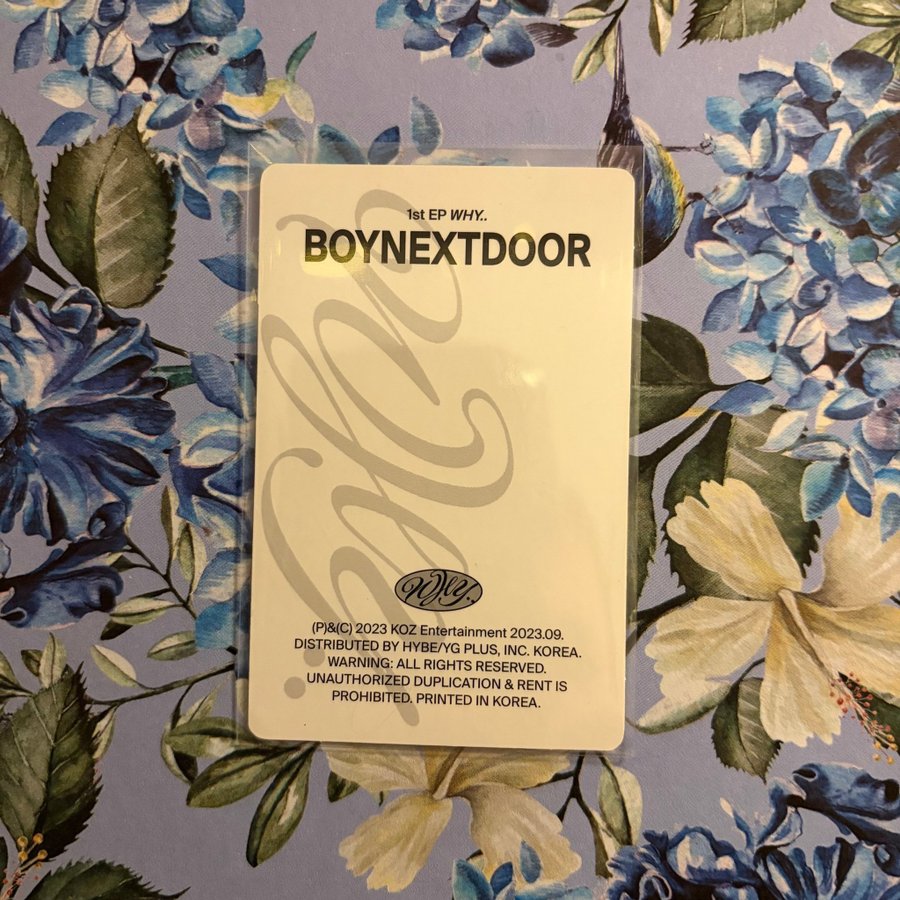 1st EP WHY..
BOYNEXTDOOR
Why..
Why..
(P)&(C) 2023 KOZ Entertainment 2023.09.
DISTRIBUTED BY HYBE/YG PLUS, INC. KOREA.
WARNING: ALL RIGHTS RESERVED.
UNAUTHORIZED DUPLICATION & RENT IS
PROHIBITED. PRINTED IN KOREA.